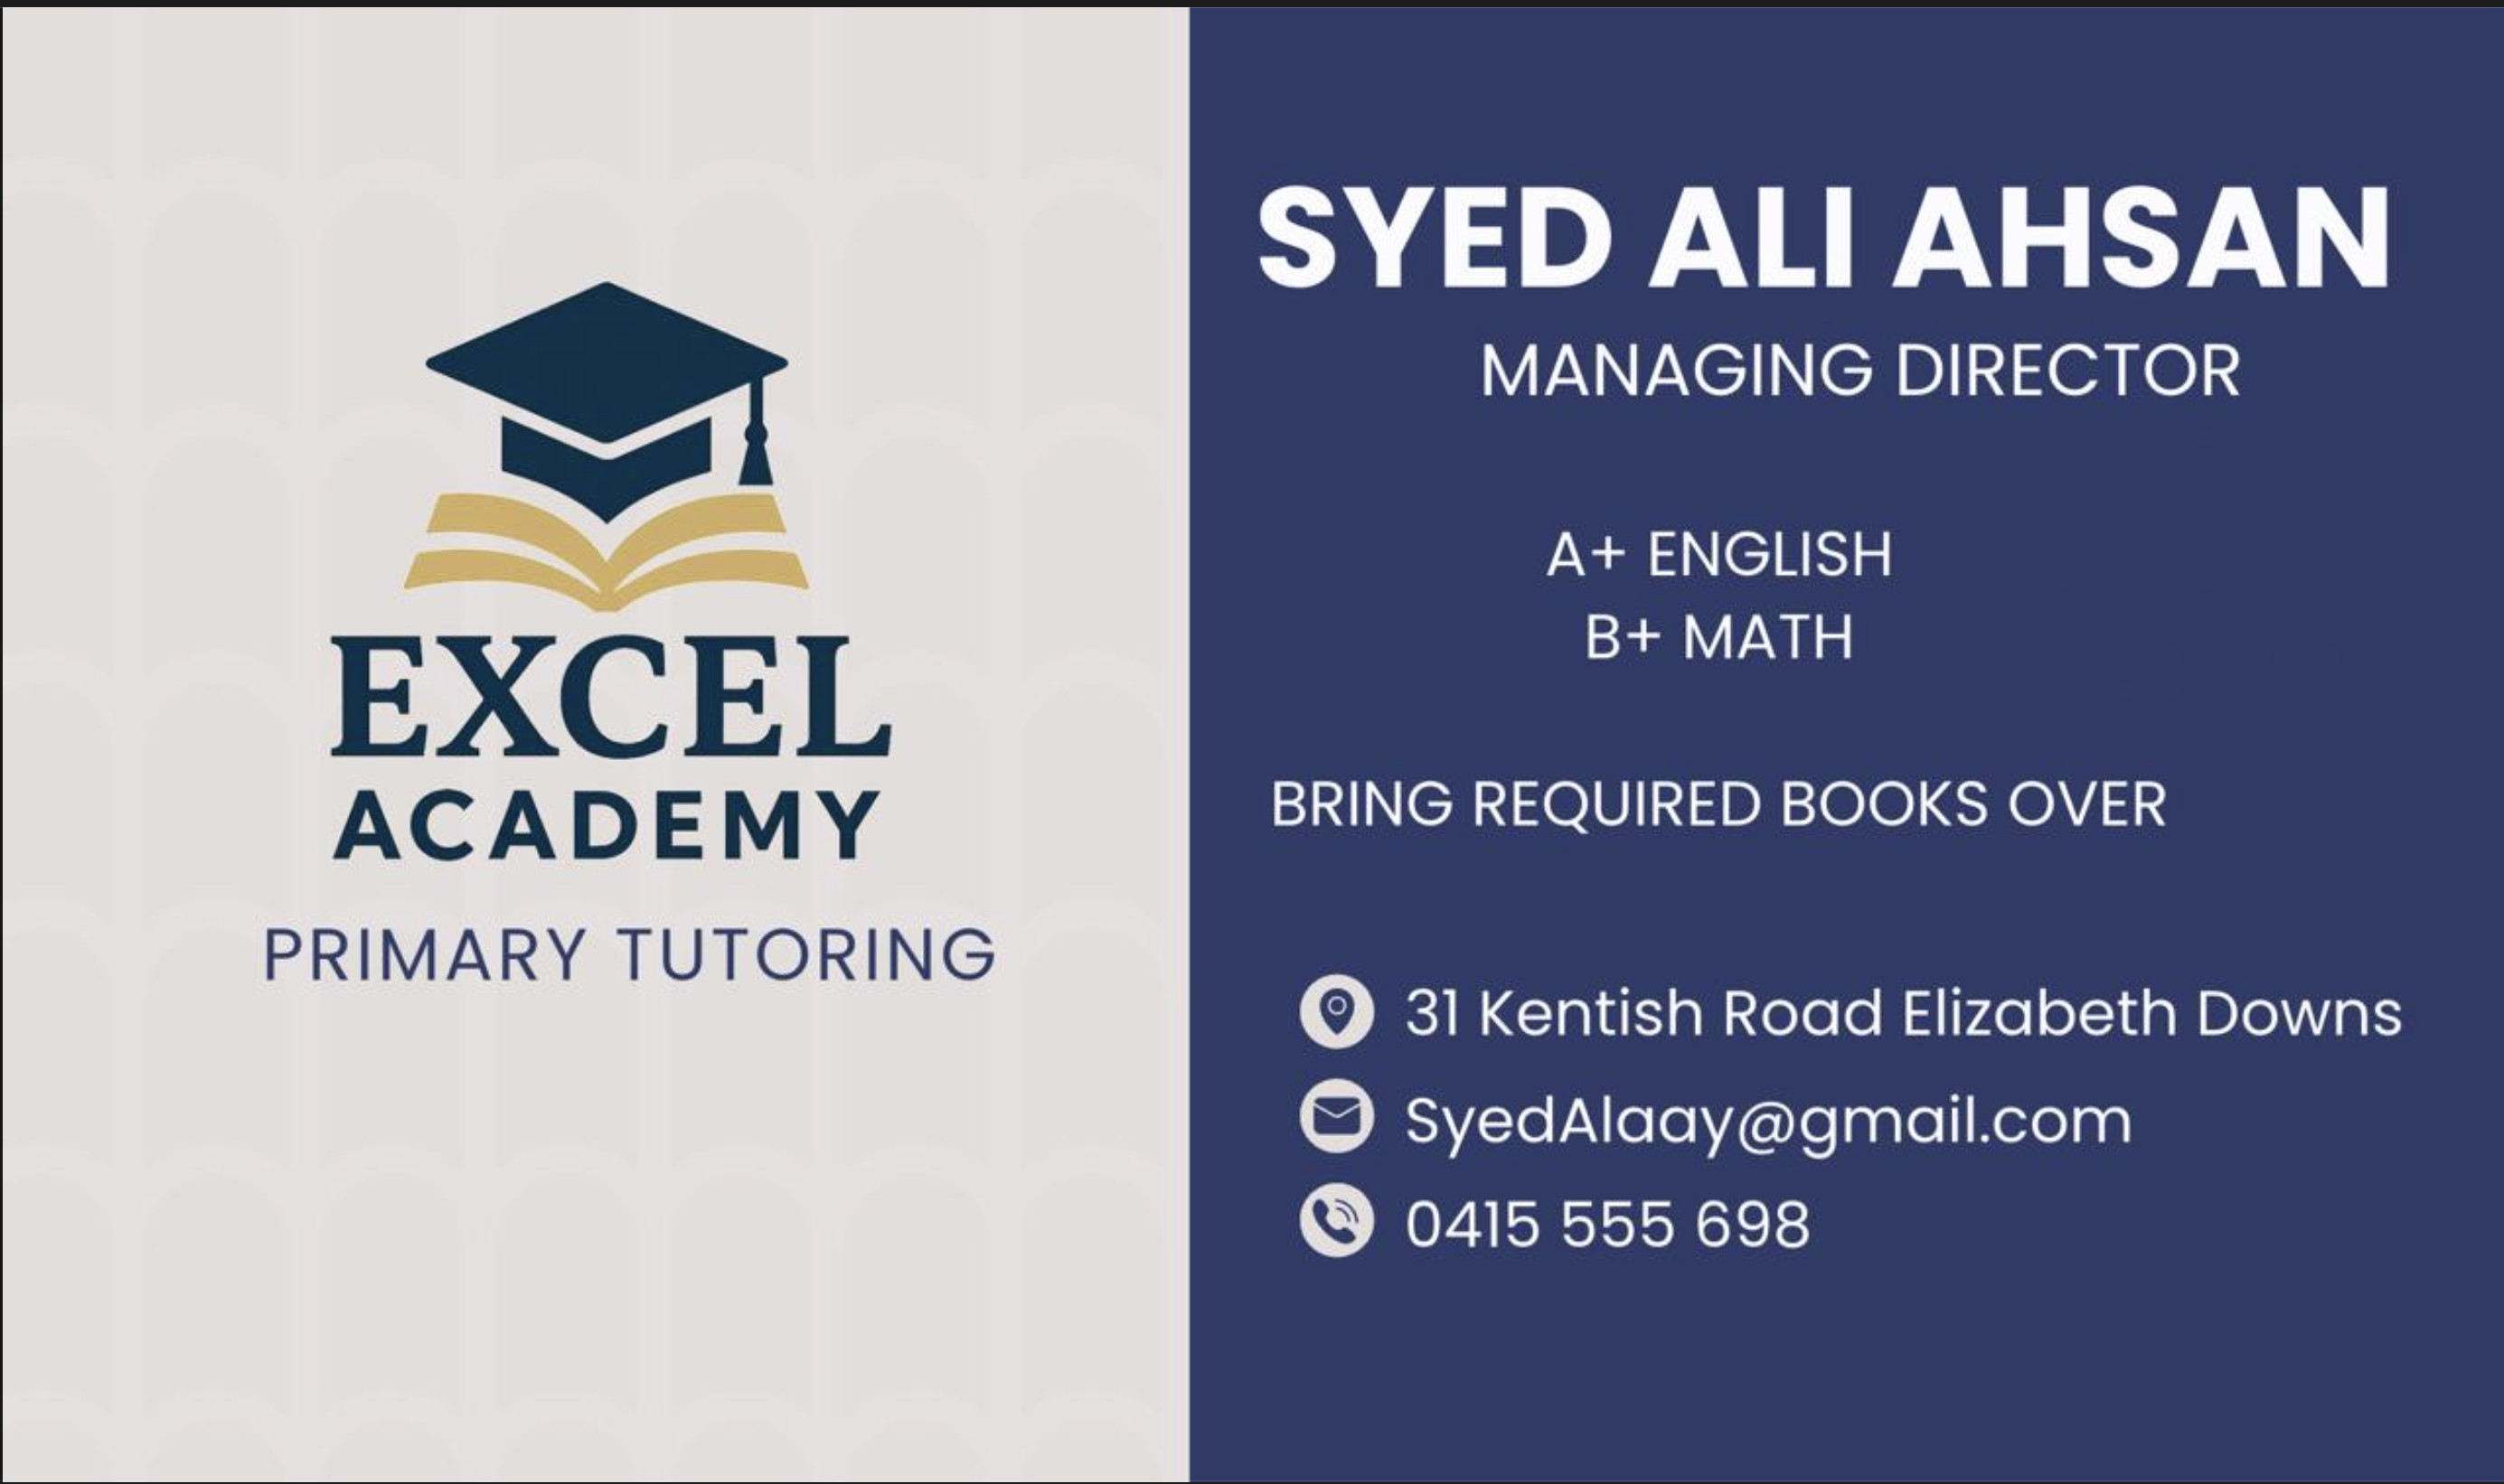 EXCEL
ACADEMY
PRIMARY TUTORING
SYED ALI AHSAN
MANAGING DIRECTOR
A+ ENGLISH
B+ MATH
BRING REQUIRED BOOKS OVER
31 Kentish Road Elizabeth Downs
SyedAlaay@gmail.com
0415 555 698